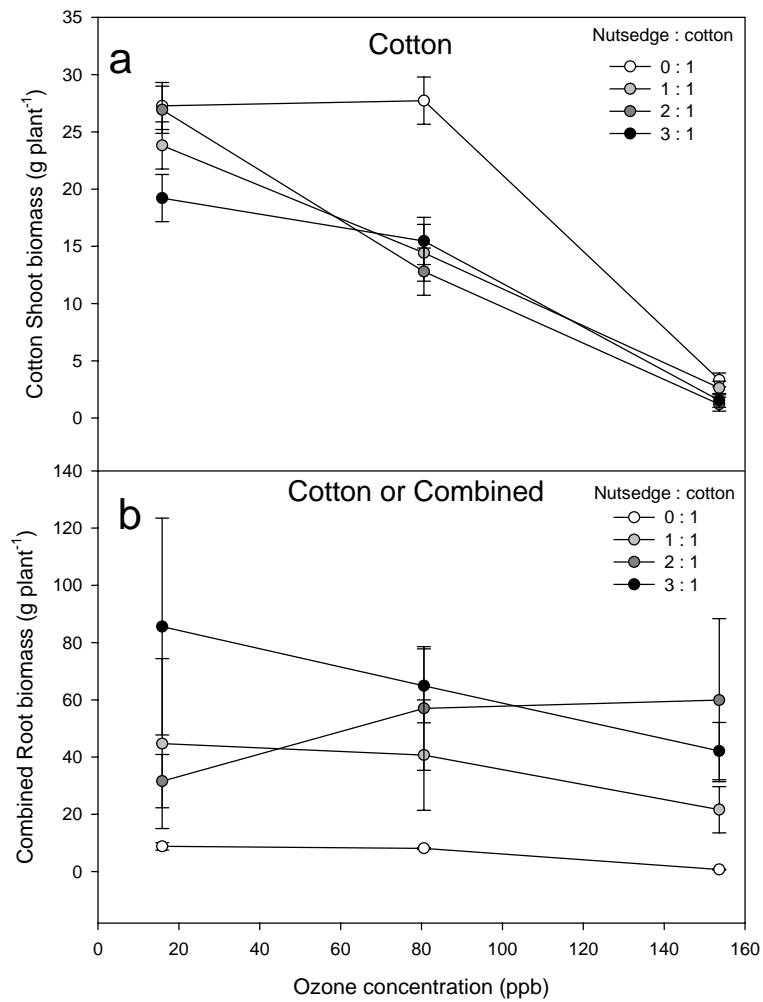 a
Cotton
Nutsedge : cotton
0 : 1
1 : 1
2 : 1
3 : 1
Cotton Shoot biomass (g plant⁻¹)
35
30
25
20
15
10
5
0
b
Cotton or Combined
Nutsedge : cotton
0 : 1
1 : 1
2 : 1
3 : 1
Combined Root biomass (g plant⁻¹)
140
120
100
80
60
40
20
0
0 20 40 60 80 100 120 140 160
Ozone concentration (ppb)